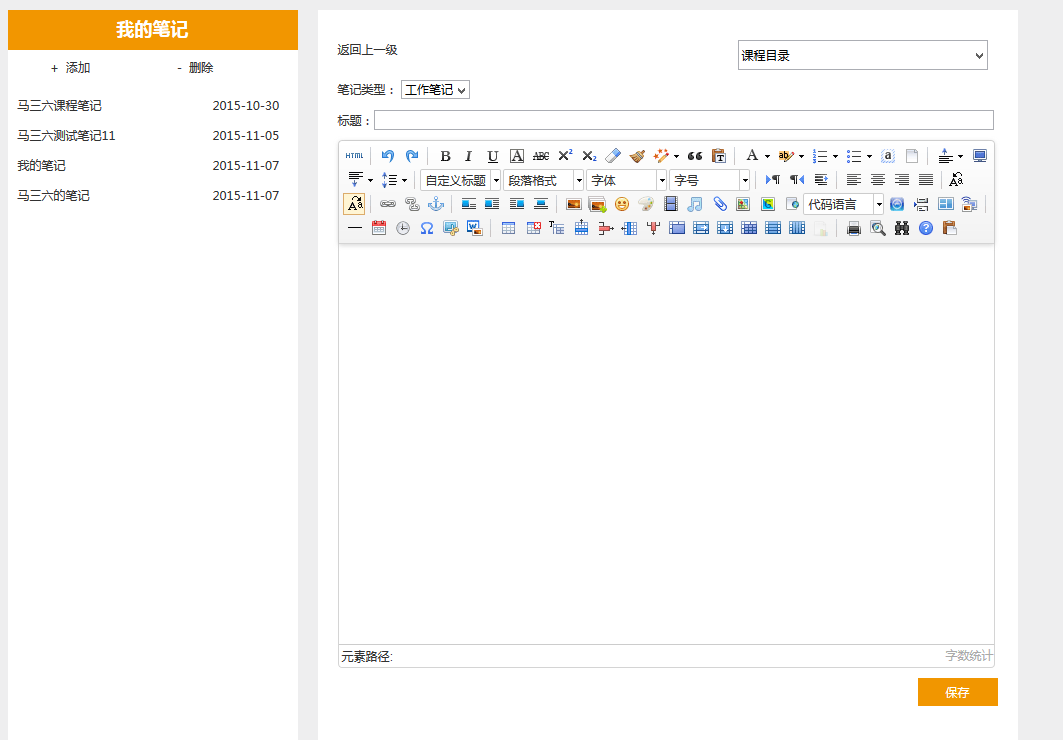 我的笔记
+ 添加
- 删除
马三六课程笔记 2015-10-30
马三六测试笔记11 2015-11-05
我的笔记 2015-11-07
马三六的笔记 2015-11-07
返回上一级
课程目录
笔记类型： 工作笔记
标题：
HTML B I U A ABC X² X₂ A ab a
自定义标题 段落格式 字体 字号
代码语言
元素路径: 字数统计
保存